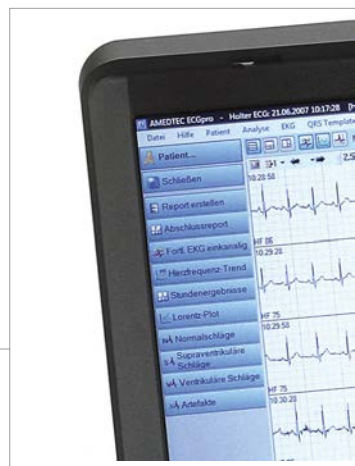 AMEDTEC ECGpro - Holter ECG: 21.06.2007 10:17:28
Datei Hilfe Patient Analyse EKG QRS Template
Patient...
Schließen
Report erstellen
Abschlussreport
Fortl. EKG einkanalig
Herzfrequenz-Trend
Stundenergebnisse
Lorentz-Plot
Normalschläge
Supraventrikuläre
Schläge
Ventrikuläre Schläge
Artefakte
10:28:58
HF 86
10:29:28
HF 75
10:29:58
HF 75
10:30:28